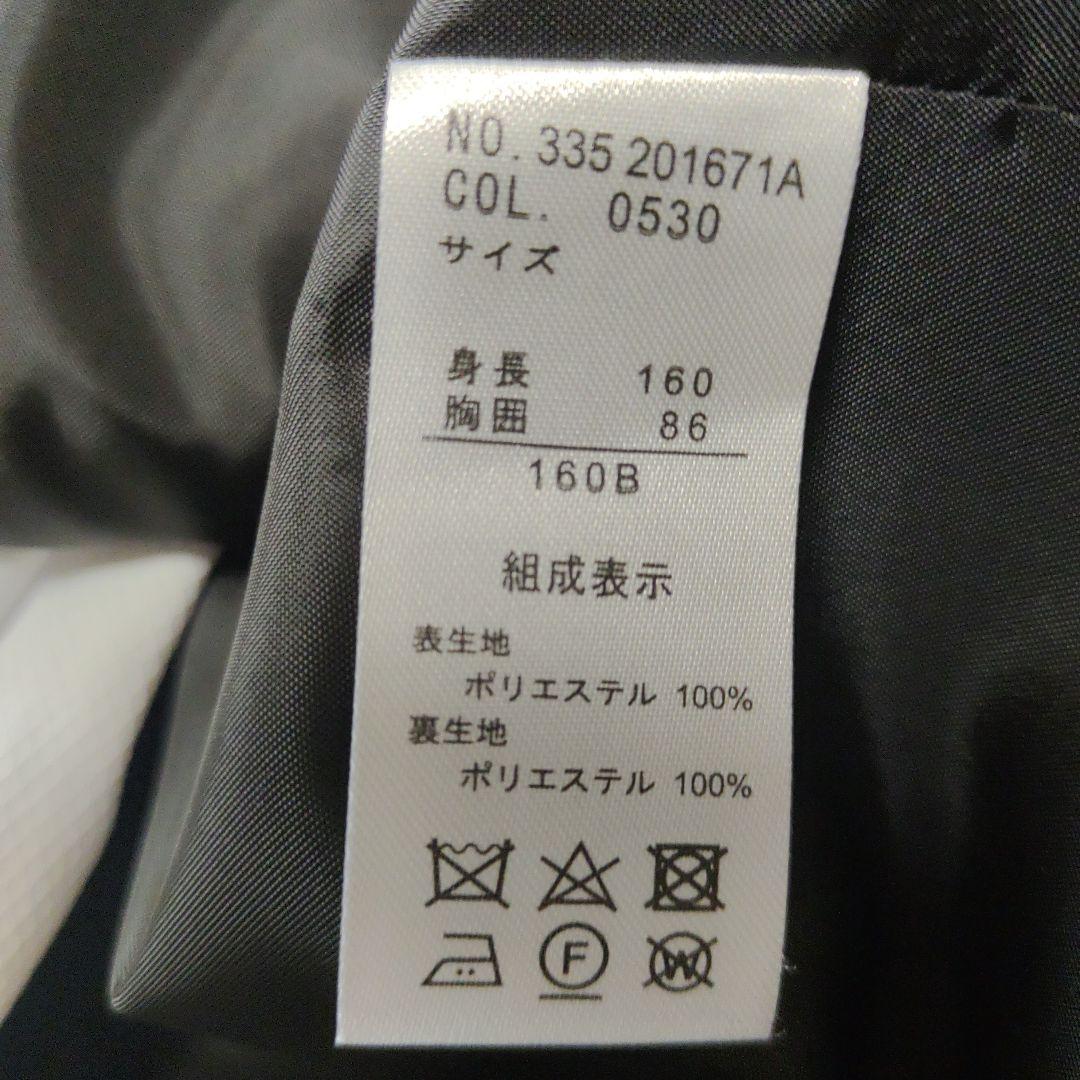 NO. 335 201671A
COL. 0530
サイズ
身長 160
胸囲 86
160B
組成表示
表生地
ポリエステル 100%
裏生地
ポリエステル 100%
F W